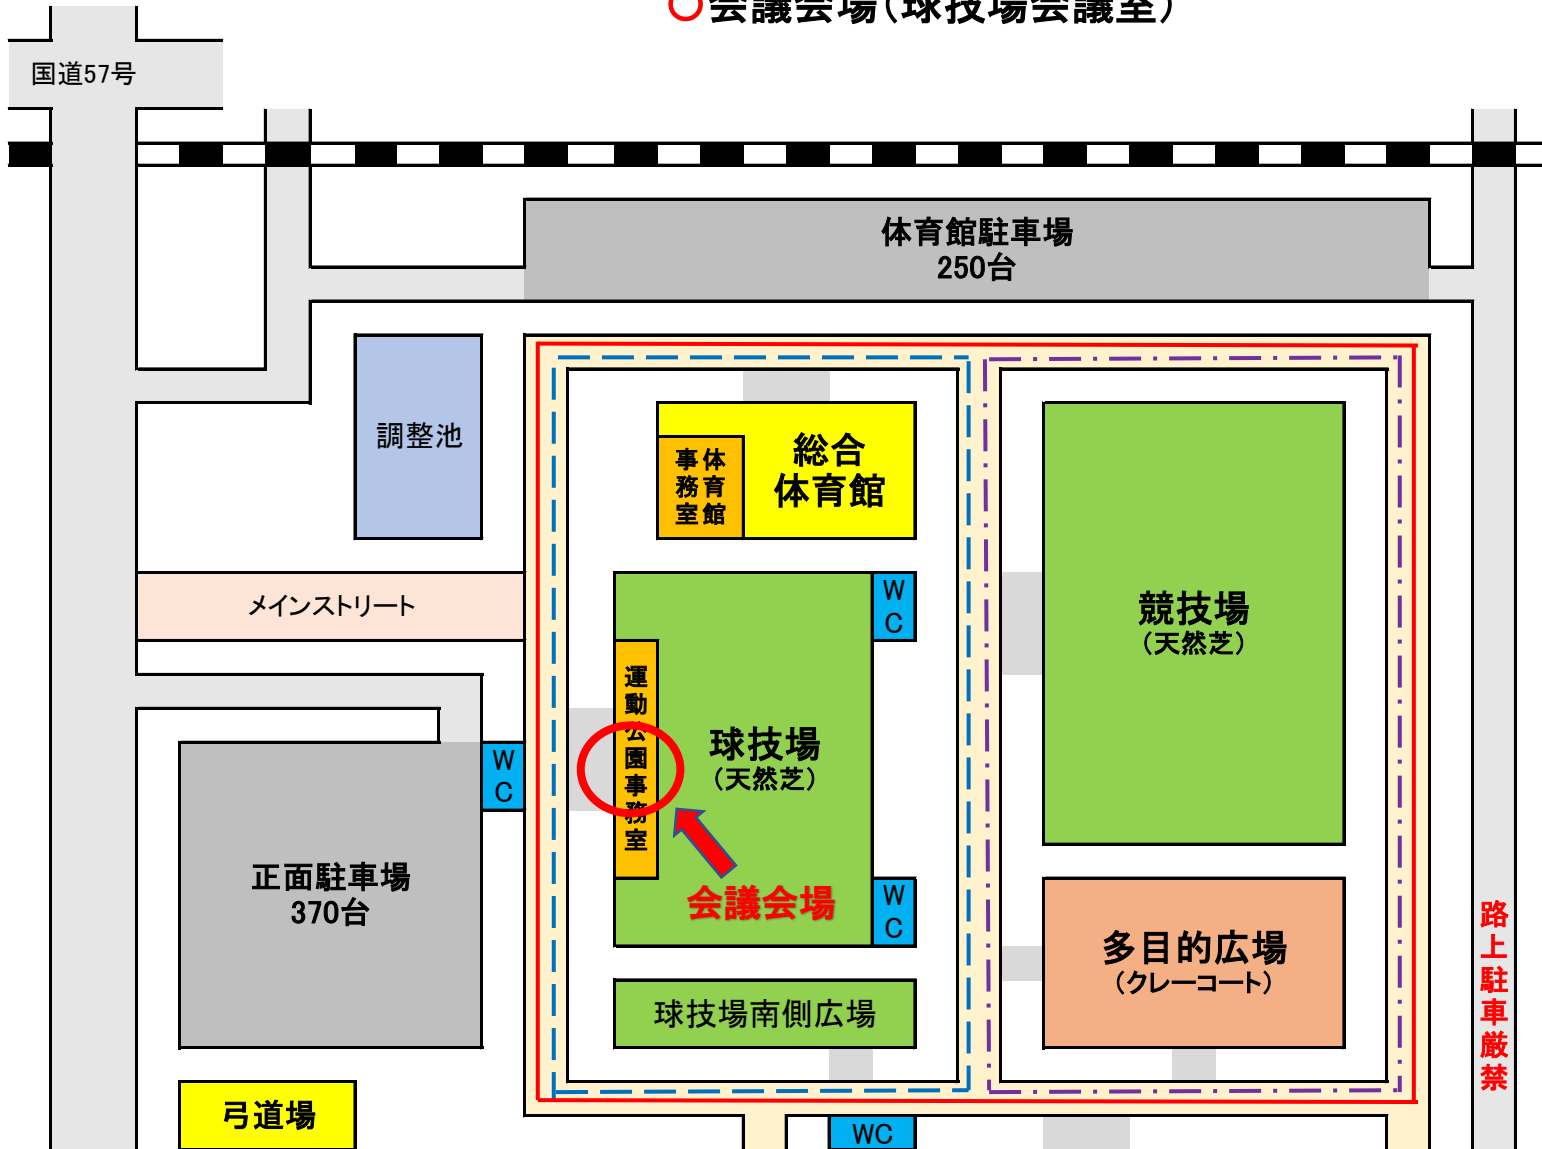 ○会議会場(球技場会議室)
国道57号
体育館駐車場
250台
調整池
総合
体育館
体育館
事務室
メインストリート
WC
競技場
(天然芝)
運動公園事務室
球技場
(天然芝)
WC
正面駐車場
370台
会議会場
WC
路上駐車厳禁
多目的広場
(クレーコート)
球技場南側広場
弓道場
WC